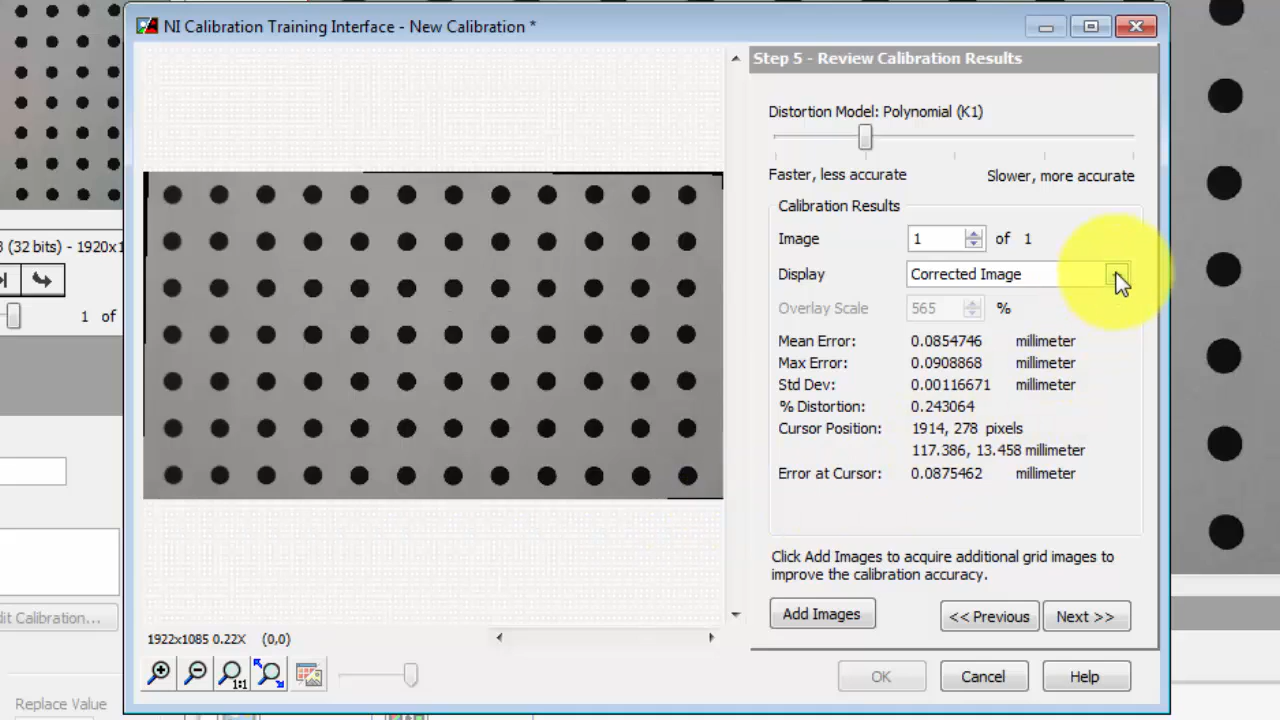 NI Calibration Training Interface - New Calibration *
Step 5 - Review Calibration Results
Distortion Model: Polynomial (K1)
Faster, less accurate
Slower, more accurate
Calibration Results
(32 bits) - 1920x1
Image 1 of 1
Display Corrected Image
Overlay Scale 565 %
1 of
Mean Error: 0.0854746 millimeter
Max Error: 0.0908868 millimeter
Std Dev: 0.00116671 millimeter
% Distortion: 0.243064
Cursor Position: 1914, 278 pixels
117.386, 13.458 millimeter
Error at Cursor: 0.0875462 millimeter
Click Add Images to acquire additional grid images to
improve the calibration accuracy.
Add Images << Previous Next >>
dit Calibration...
1922x1085 0.22X (0,0)
1:1
OK Cancel Help
Replace Value